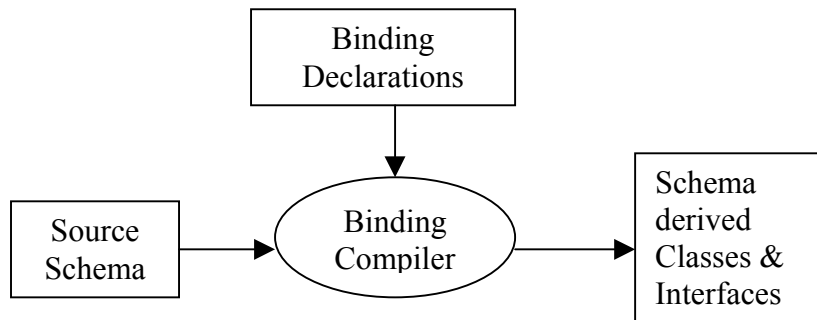 Binding
Declarations
Source
Schema
Binding
Compiler
Schema
derived
Classes &
Interfaces